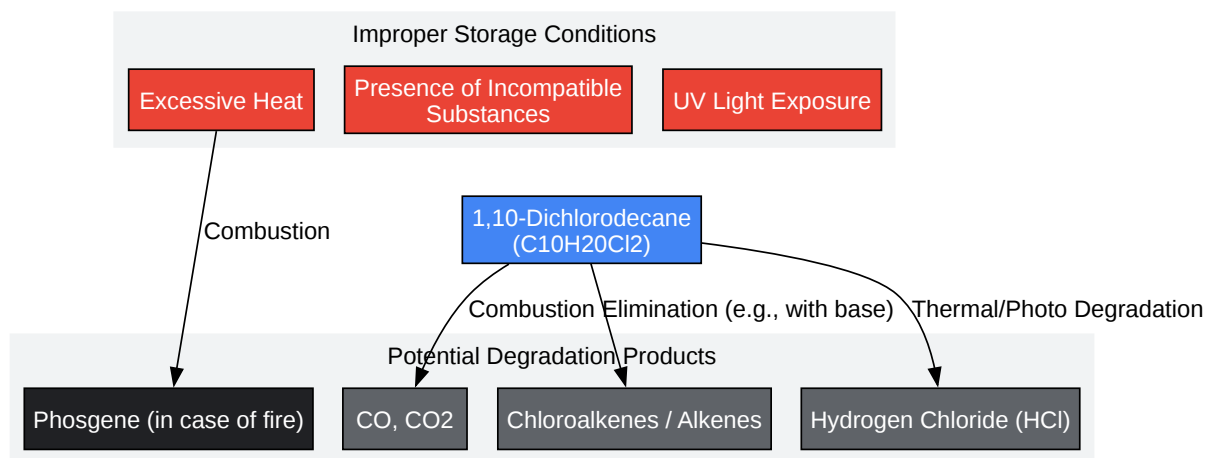 Improper Storage Conditions
Excessive Heat
Presence of Incompatible
Substances
UV Light Exposure
1,10-Dichlorodecane
(C10H20Cl2)
Combustion
Combustion
Elimination (e.g., with base)
Thermal/Photo Degradation
Potential Degradation Products
Phosgene (in case of fire)
CO, CO2
Chloroalkenes / Alkenes
Hydrogen Chloride (HCl)